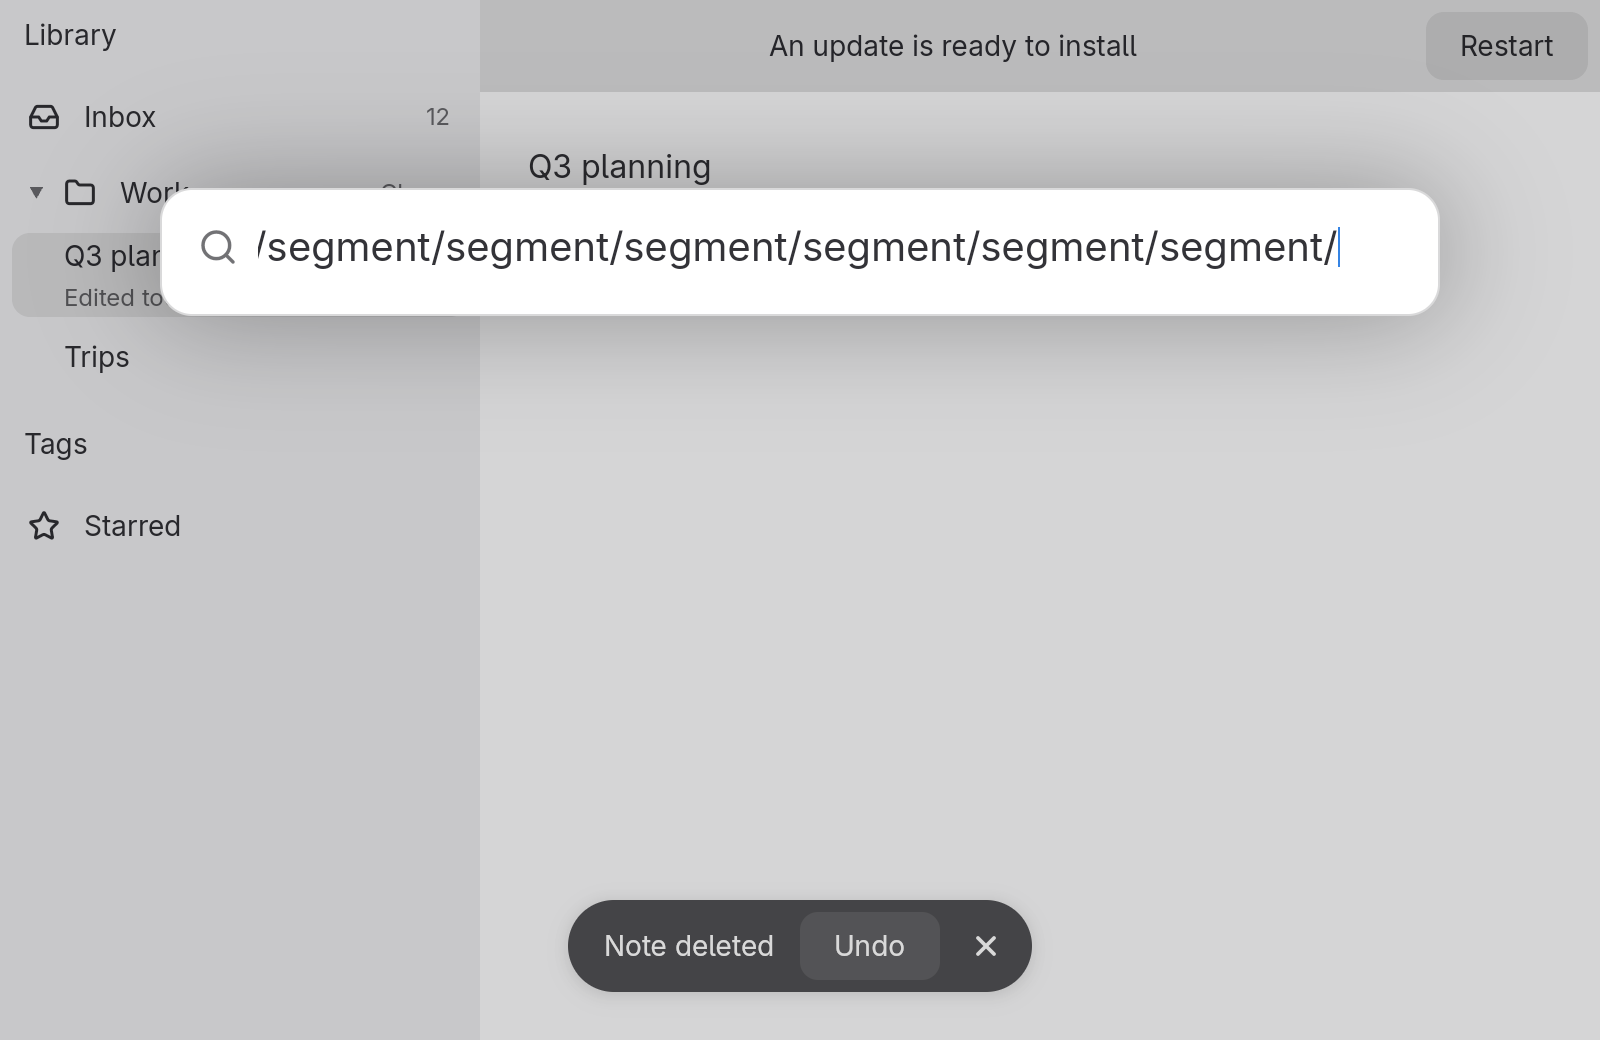 Library
An update is ready to install
Restart
Inbox
12
Q3 planning
/segment/segment/segment/segment/segment/segment/
Edited
Trips
Tags
Starred
Note deleted
Undo